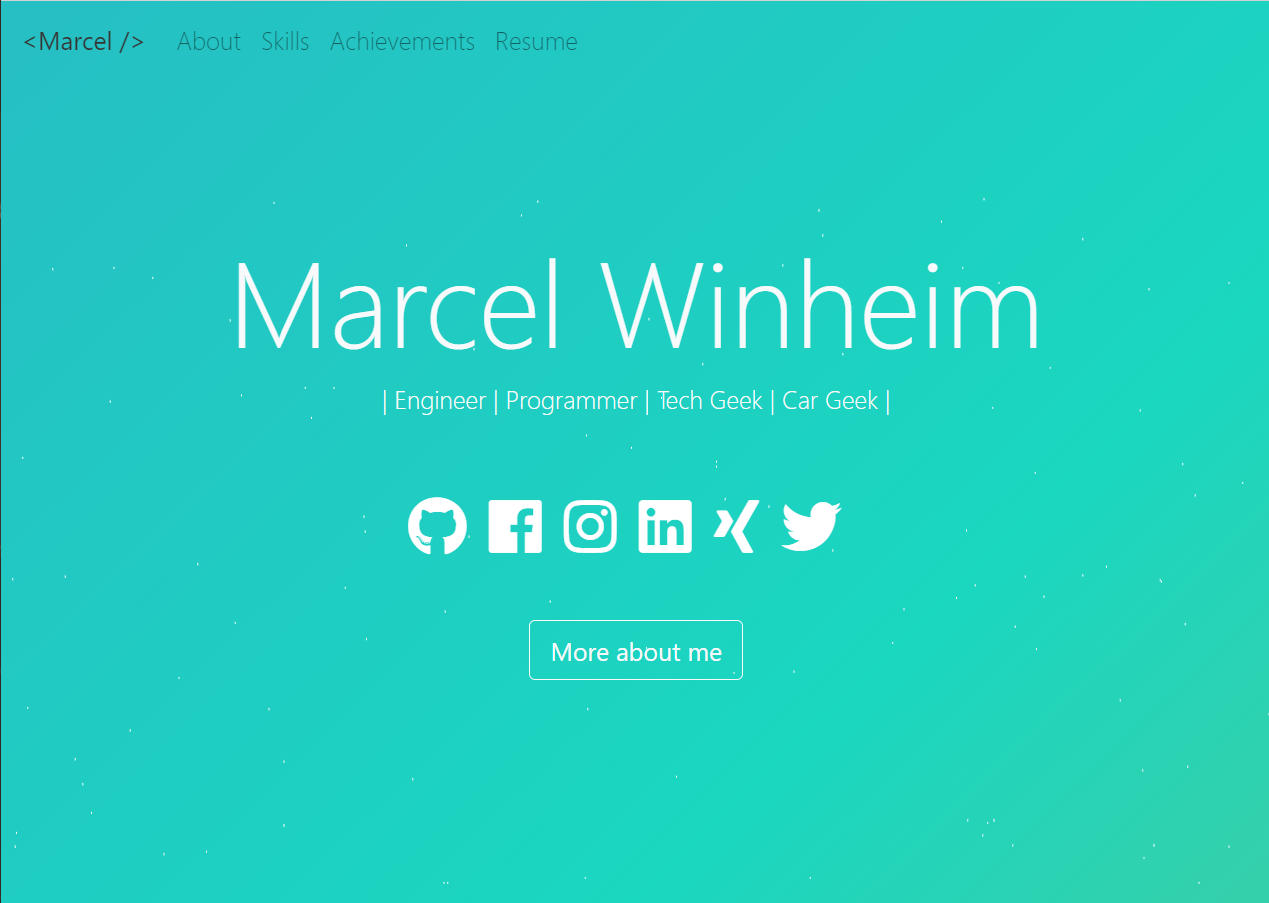 <Marcel /> About Skills Achievements Resume
Marcel Winheim
| Engineer | Programmer | Tech Geek | Car Geek |
More about me